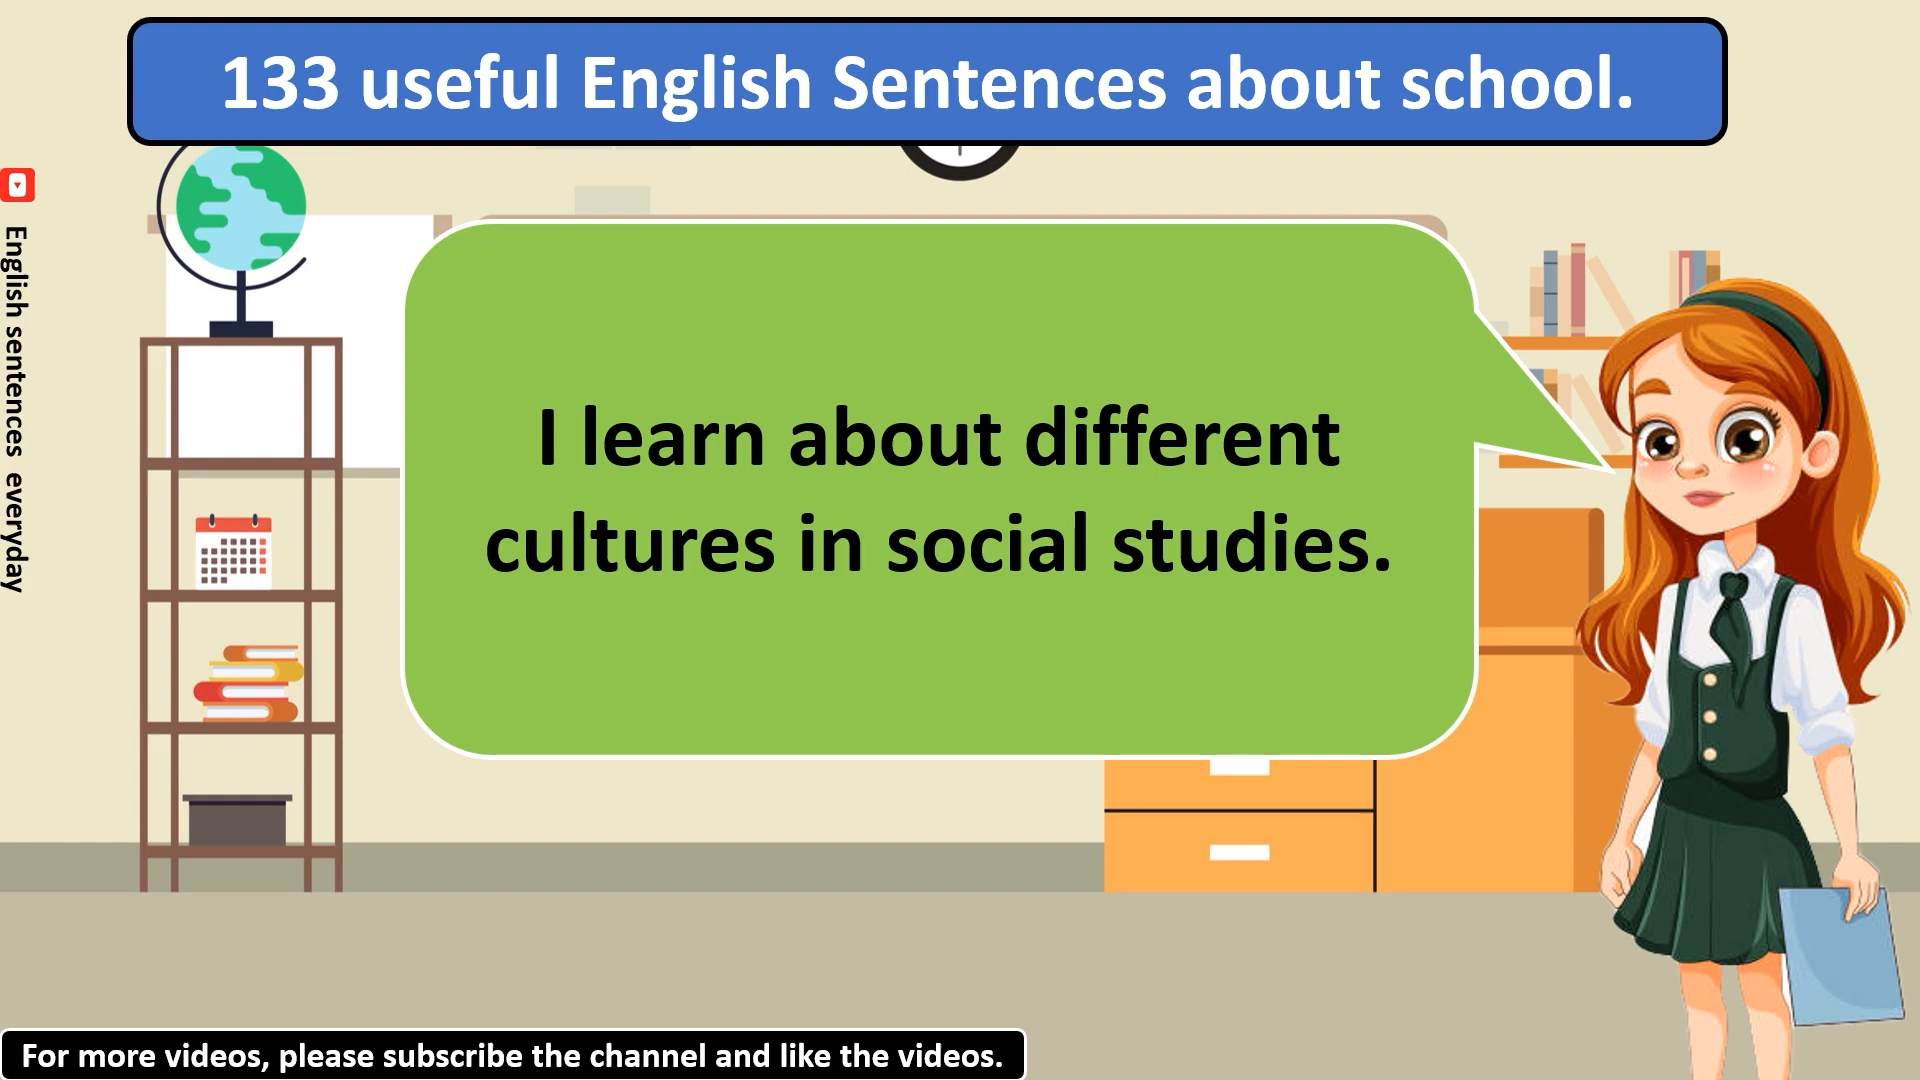 133 useful English Sentences about school.
English sentences everyday
I learn about different
cultures in social studies.
For more videos, please subscribe the channel and like the videos.